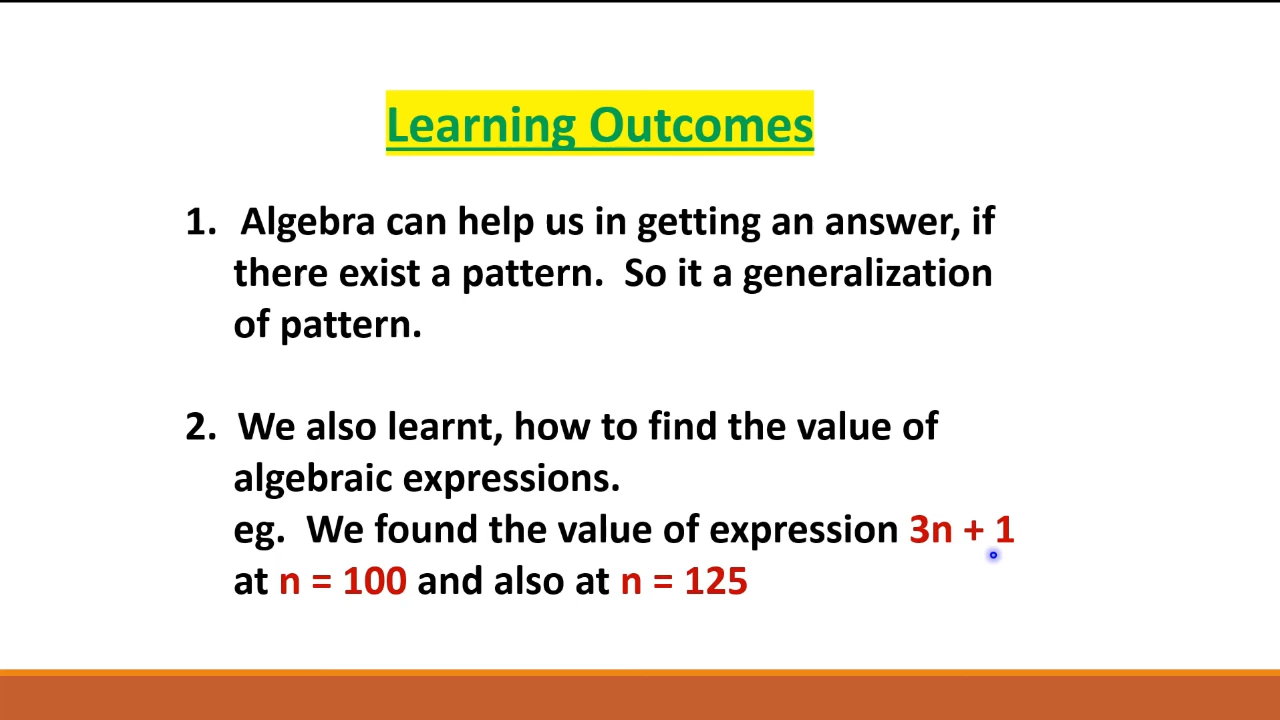 Learning Outcomes
1. Algebra can help us in getting an answer, if
there exist a pattern. So it a generalization
of pattern.
2. We also learnt, how to find the value of
algebraic expressions.
eg. We found the value of expression 3n + 1
at n = 100 and also at n = 125